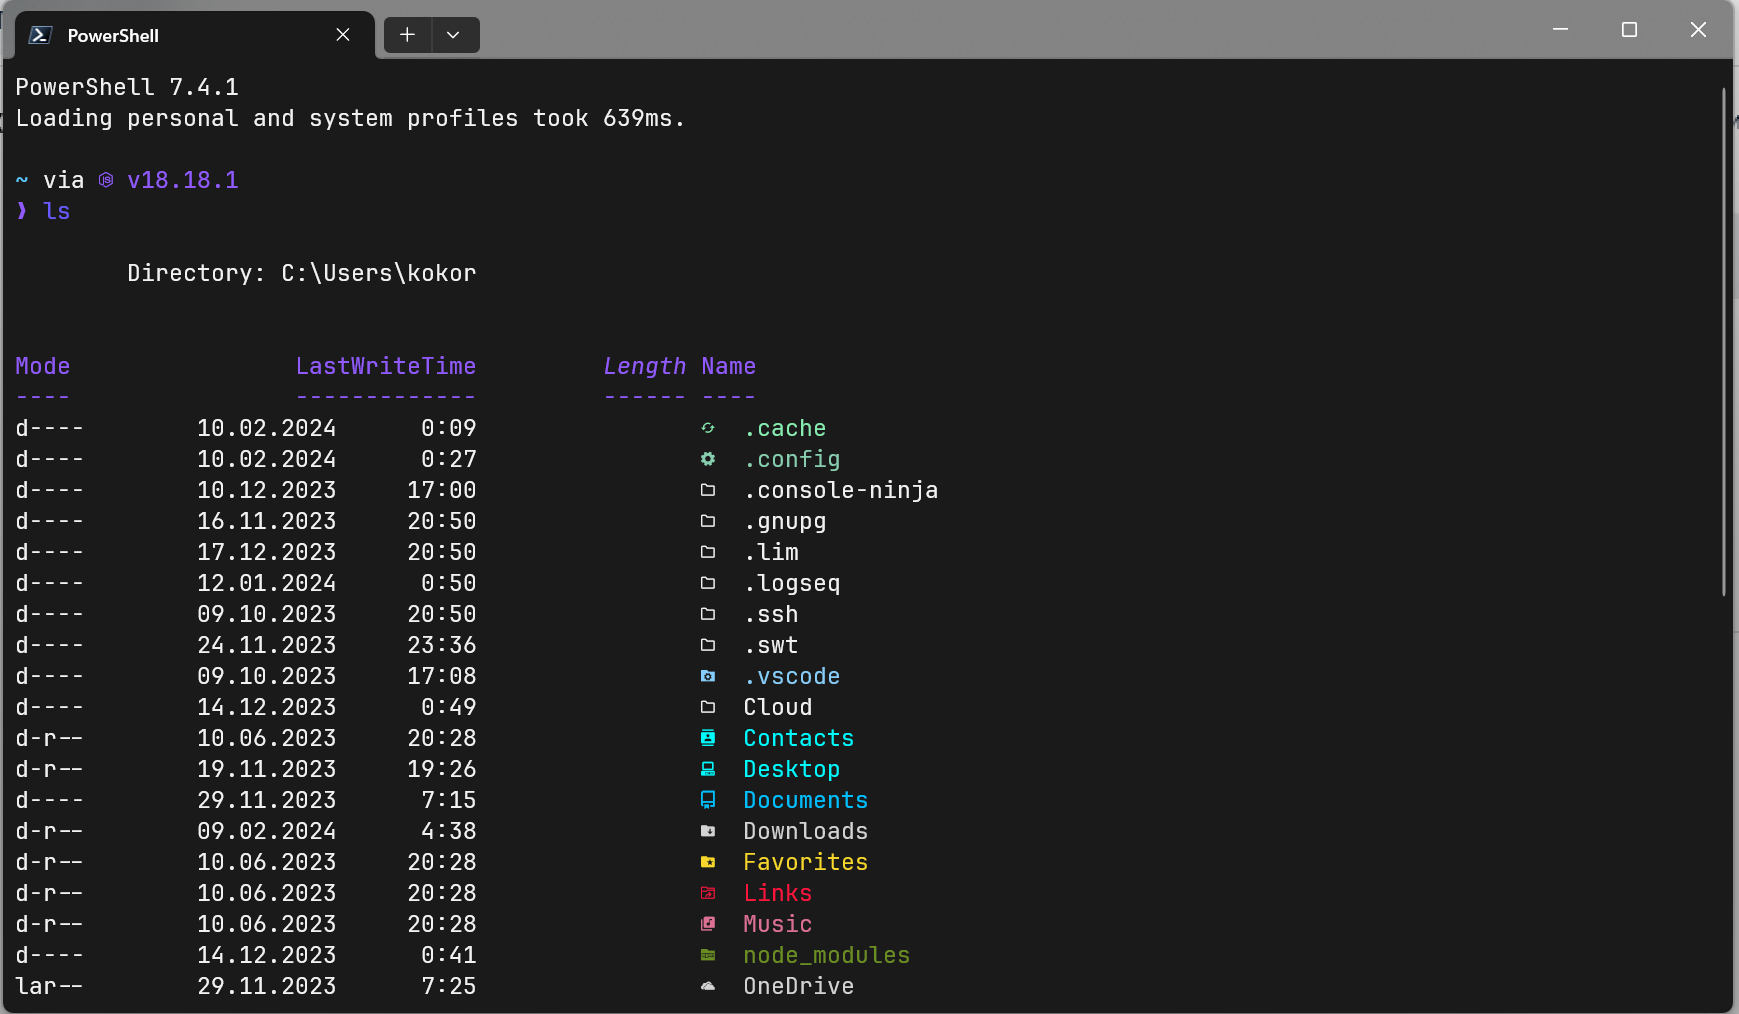 PowerShell
PowerShell 7.4.1
Loading personal and system profiles took 639ms.
~ via v18.18.1
❯ ls
Directory: C:\Users\kokor
Mode LastWriteTime Length Name
---- ------------- ------ ----
d---- 10.02.2024 0:09 .cache
d---- 10.02.2024 0:27 .config
d---- 10.12.2023 17:00 .console-ninja
d---- 16.11.2023 20:50 .gnupg
d---- 17.12.2023 20:50 .lim
d---- 12.01.2024 0:50 .logseq
d---- 09.10.2023 20:50 .ssh
d---- 24.11.2023 23:36 .swt
d---- 09.10.2023 17:08 .vscode
d---- 14.12.2023 0:49 Cloud
d-r-- 10.06.2023 20:28 Contacts
d-r-- 19.11.2023 19:26 Desktop
d---- 29.11.2023 7:15 Documents
d-r-- 09.02.2024 4:38 Downloads
d-r-- 10.06.2023 20:28 Favorites
d-r-- 10.06.2023 20:28 Links
d-r-- 10.06.2023 20:28 Music
d---- 14.12.2023 0:41 node_modules
lar-- 29.11.2023 7:25 OneDrive